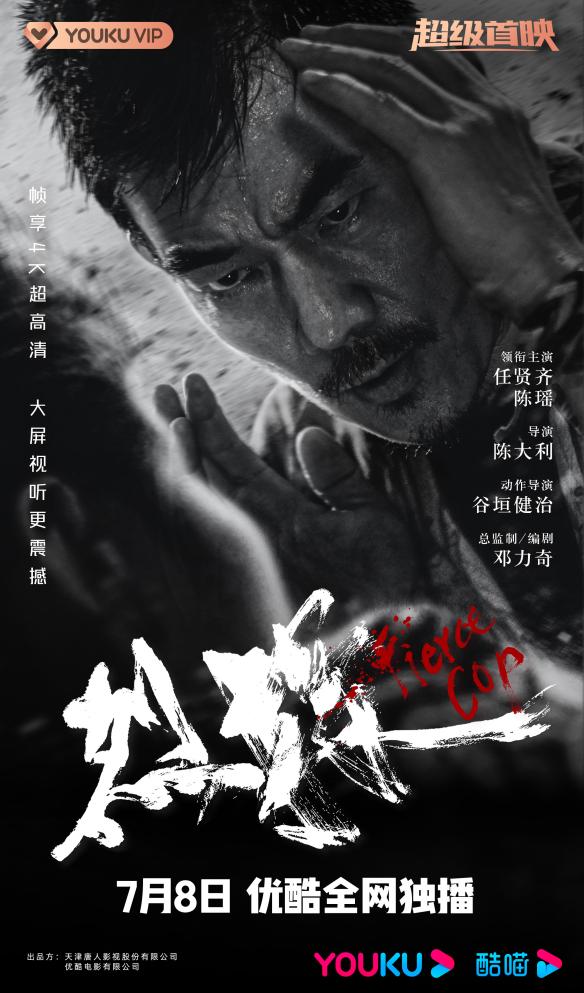 YOUKU VIP
超级首映
帧享4K超高清 大屏视听更震撼
领衔主演
任贤齐
陈瑶
导演
陈大利
动作导演
谷垣健治
总监制/编剧
邓力奇
烈探
Fierce
Cop
7月8日 优酷全网独播
出品方：天津唐人影视股份有限公司
优酷电影有限公司
YOUKU
酷喵